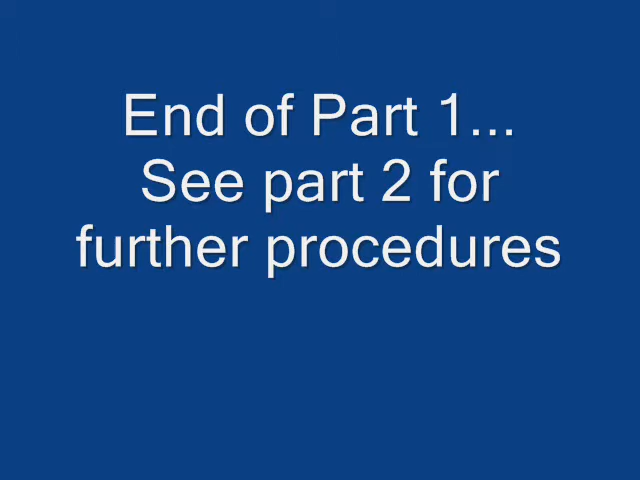 End of Part 1...
See part 2 for
further procedures